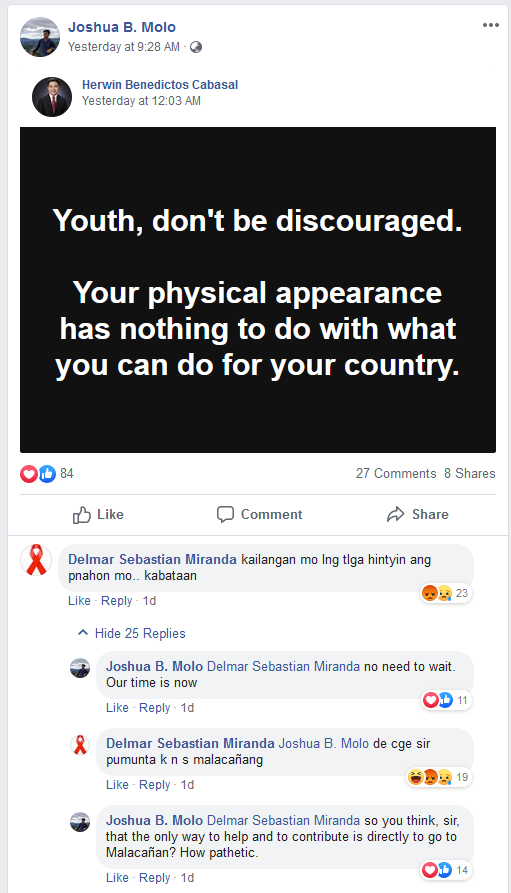 Joshua B. Molo
Yesterday at 9:28 AM ·
Herwin Benedictos Cabasal
Yesterday at 12:03 AM
Youth, don't be discouraged.
Your physical appearance
has nothing to do with what
you can do for your country.
84
27 Comments 8 Shares
Like
Comment
Share
Delmar Sebastian Miranda kailangan mo lng tlga hintyin ang
pnahon mo.. kabataan
23
Like · Reply · 1d
Hide 25 Replies
Joshua B. Molo Delmar Sebastian Miranda no need to wait.
Our time is now
11
Like · Reply · 1d
Delmar Sebastian Miranda Joshua B. Molo de cge sir
pumunta k n s malacañang
19
Like · Reply · 1d
Joshua B. Molo Delmar Sebastian Miranda so you think, sir,
that the only way to help and to contribute is directly to go to
Malacañan? How pathetic.
14
Like · Reply · 1d